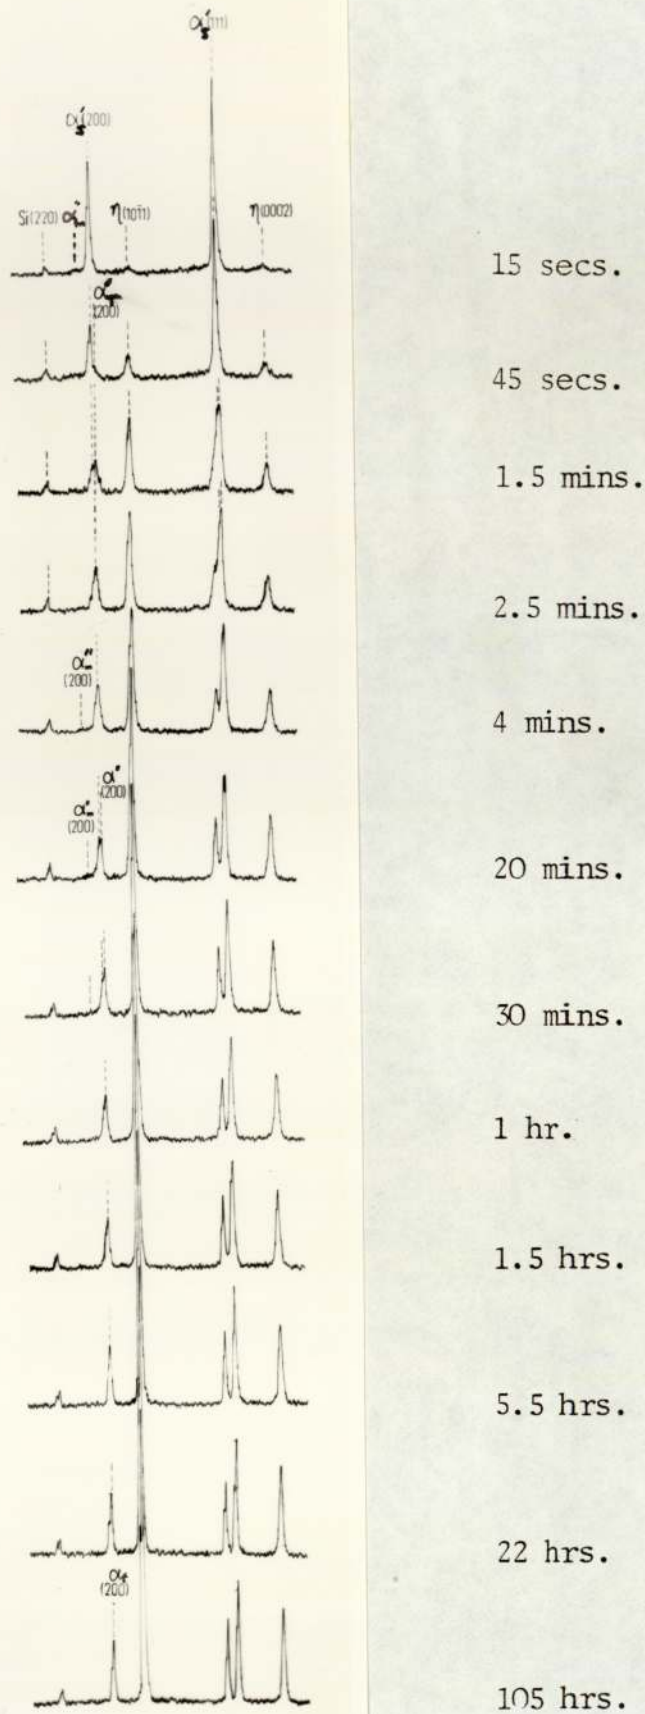 α's(111)
α's(200)
Si(220) α''m η(101̄1) η(0002)
15 secs.
(200)
45 secs.
1.5 mins.
2.5 mins.
α''m
(200)
4 mins.
α'
(200)
α'm
(200)
20 mins.
30 mins.
1 hr.
1.5 hrs.
5.5 hrs.
22 hrs.
(200)
105 hrs.